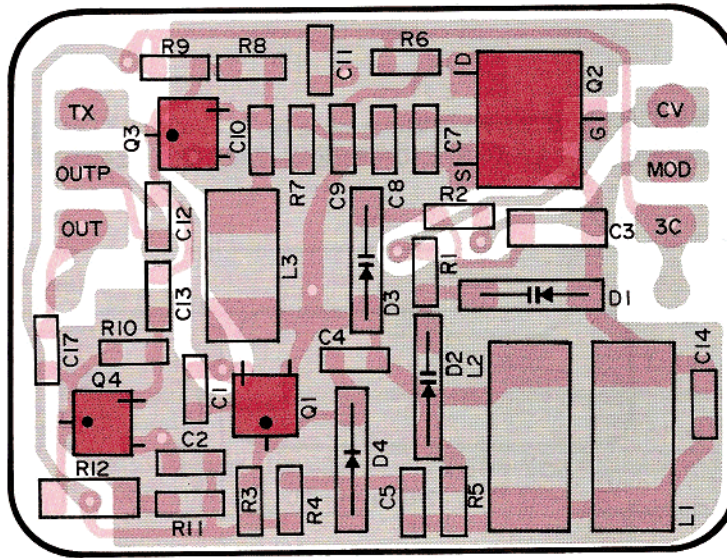 R9
R8
C11
R6
D
Q2
TX
Q3
C10
R7
C9
C8
C7
S
G
CV
OUTP
MOD
OUT
C12
R2
C3
3C
L3
R1
C13
D3
D1
C17
R10
C4
D2
L2
C14
Q4
C1
Q1
R12
C2
D4
R11
R3
R4
C5
R5
L1